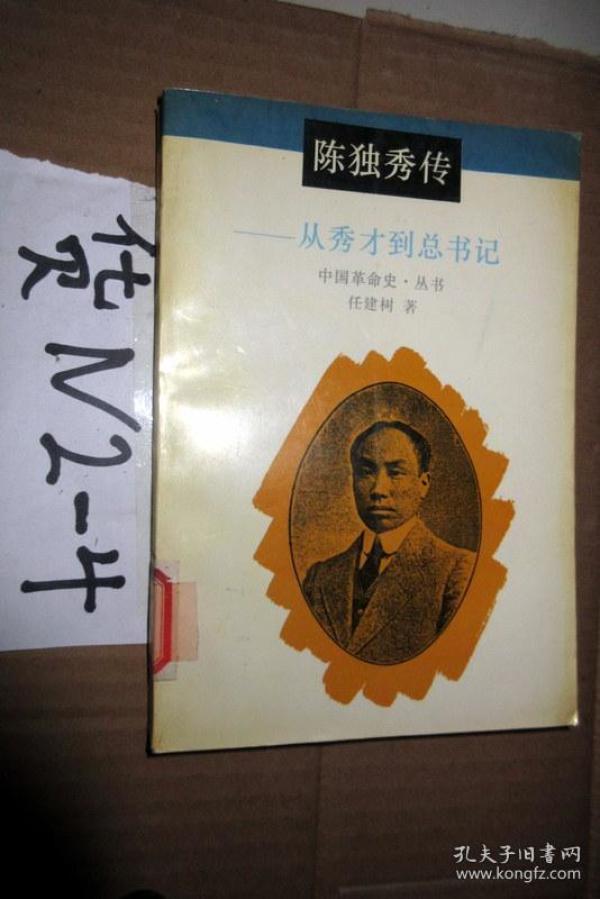 陈独秀传
——从秀才到总书记
中国革命史·丛书
任建树 著
货N2-4
孔夫子旧书网
www.kongfz.com